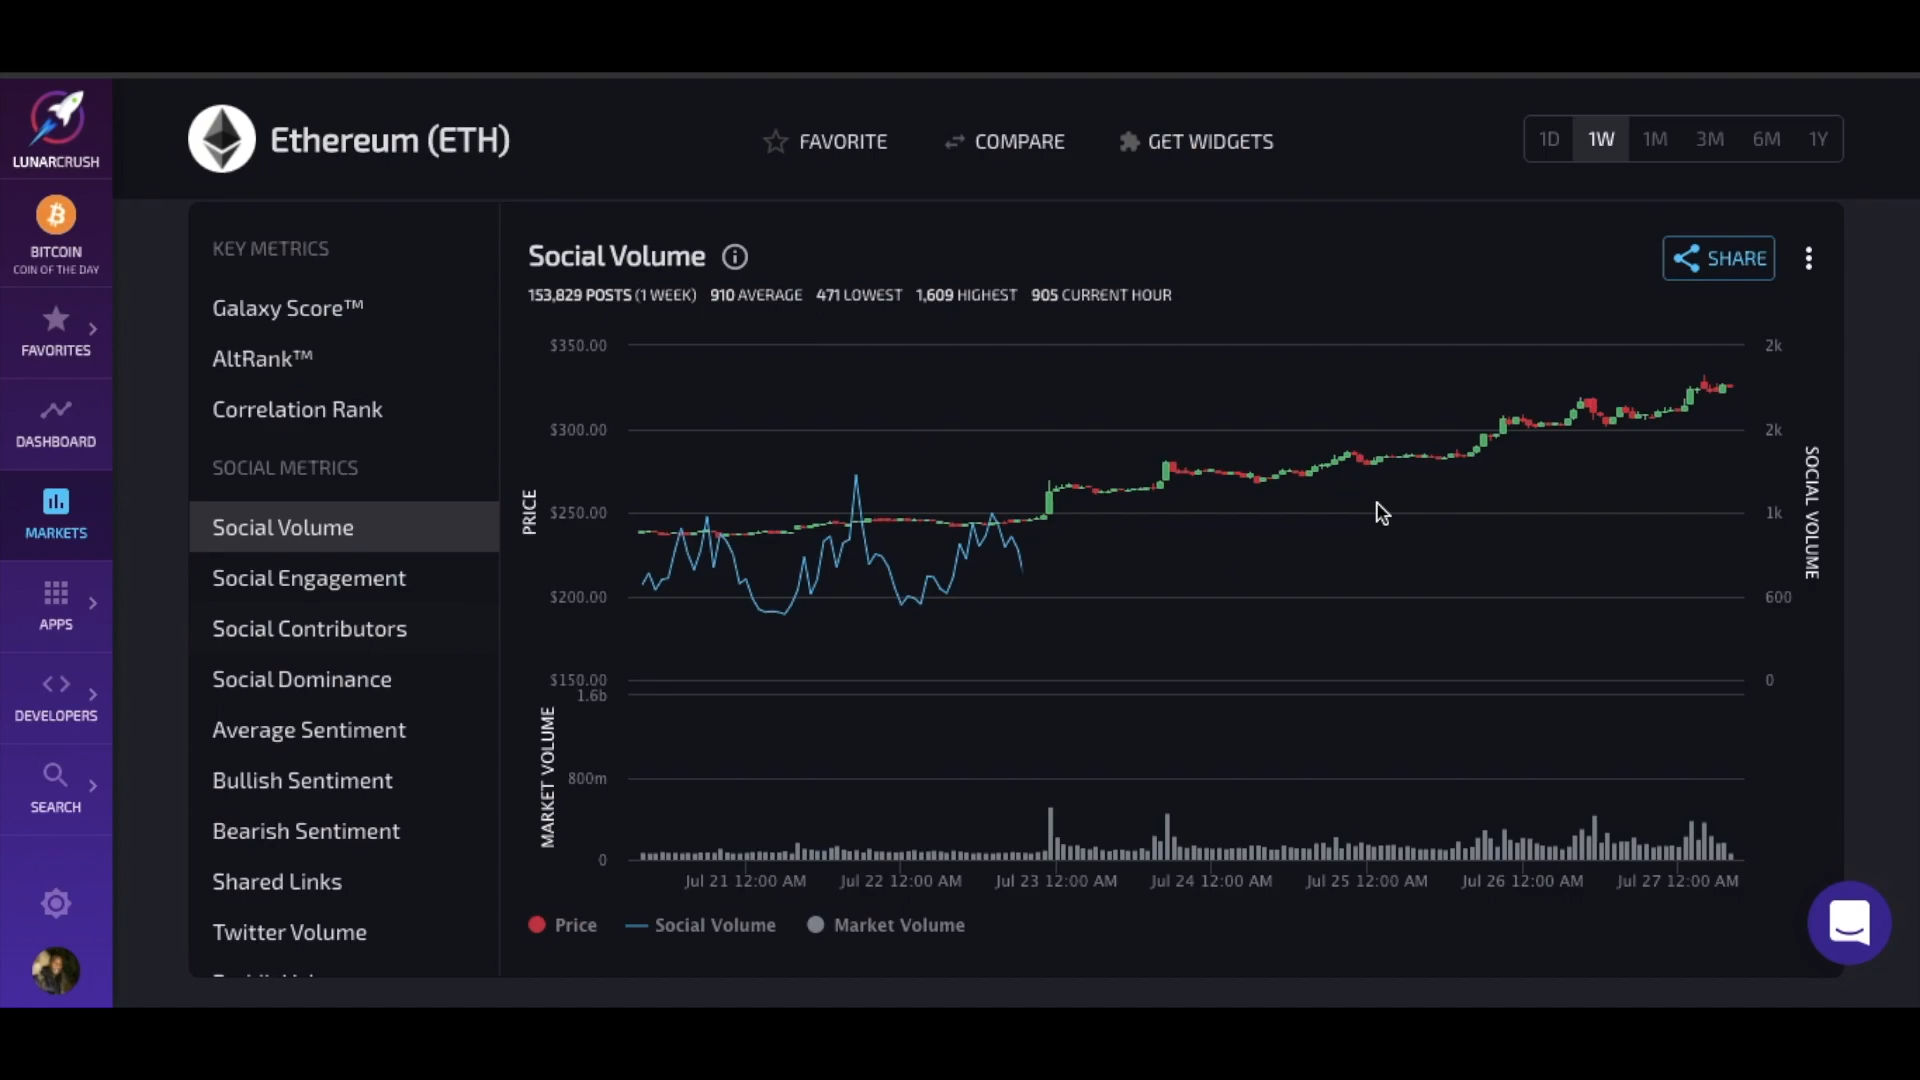 LUNARCRUSH
BITCOIN
COIN OF THE DAY
FAVORITES
DASHBOARD
MARKETS
APPS
DEVELOPERS
SEARCH
Ethereum (ETH)
FAVORITE
COMPARE
GET WIDGETS
1D 1W 1M 3M 6M 1Y
KEY METRICS
Galaxy Score™
AltRank™
Correlation Rank
SOCIAL METRICS
Social Volume
Social Engagement
Social Contributors
Social Dominance
Average Sentiment
Bullish Sentiment
Bearish Sentiment
Shared Links
Twitter Volume
Social Volume
SHARE
153,829 POSTS (1 WEEK) 910 AVERAGE 471 LOWEST 1,609 HIGHEST 905 CURRENT HOUR
$350.00
$300.00
$250.00
$200.00
$150.00
PRICE
2k
2k
1k
600
0
SOCIAL VOLUME
1.6b
800m
0
MARKET VOLUME
Jul 21 12:00 AM Jul 22 12:00 AM Jul 23 12:00 AM Jul 24 12:00 AM Jul 25 12:00 AM Jul 26 12:00 AM Jul 27 12:00 AM
Price Social Volume Market Volume